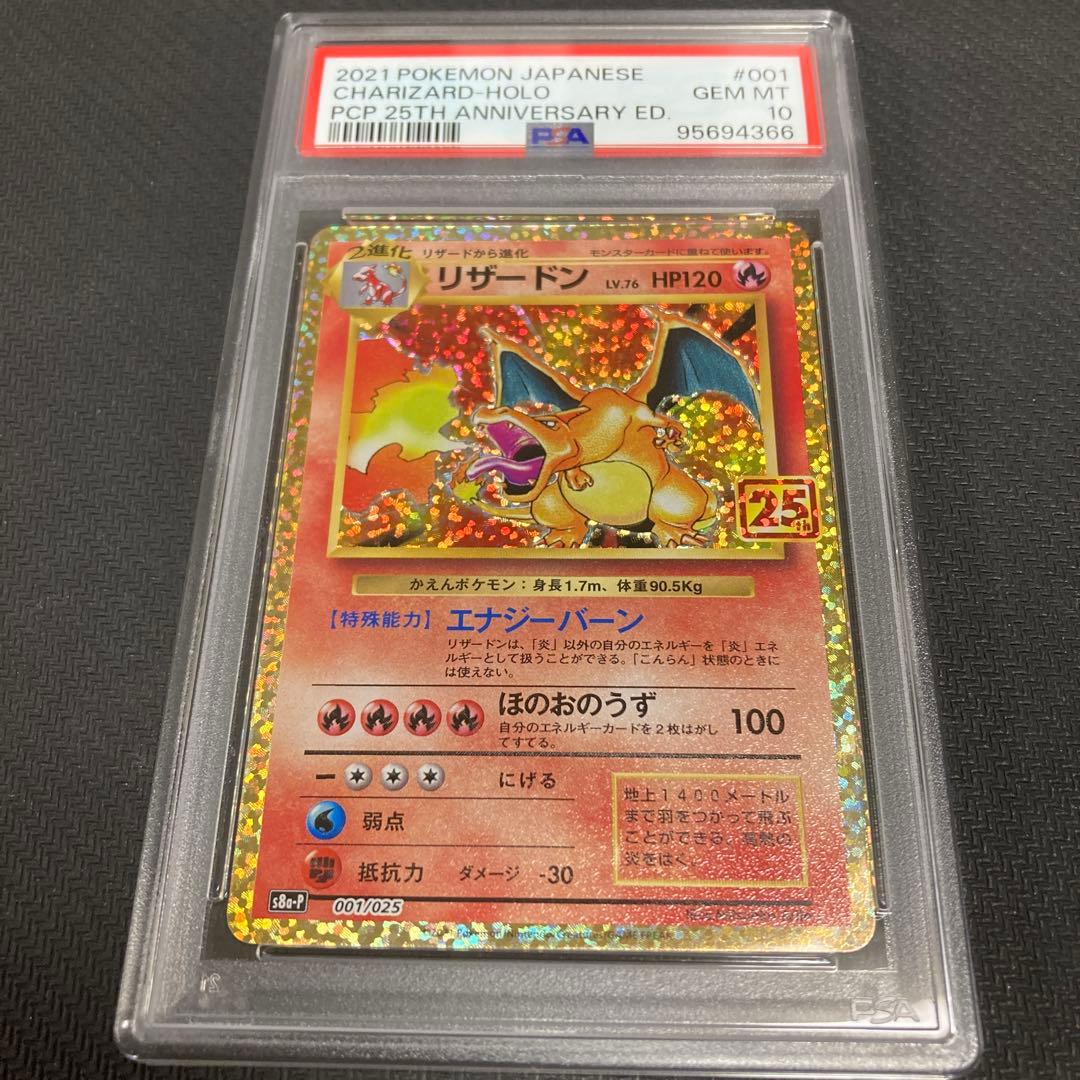 2021 POKEMON JAPANESE #001
CHARIZARD-HOLO GEM MT
PCP 25TH ANNIVERSARY ED. 10
PSA 95694366
2進化 リザードから進化 モンスターカードに重ねて使います。
リザードン LV.76 HP120
25th
かえんポケモン：身長1.7m、体重90.5Kg
【特殊能力】エナジーバーン
リザードンは、「炎」以外の自分のエネルギーを「炎」エネ
ルギーとして扱うことができる。「こんらん」状態のときに
は使えない。
ほのおのうず 100
自分のエネルギーカードを2枚はがし
てすてる。
にげる
弱点
抵抗力 ダメージ -30
地上1400メートル
まで羽をつかって飛ぶ
ことができる。高熱の
炎をはく。
s8a-P 001/025
PSA